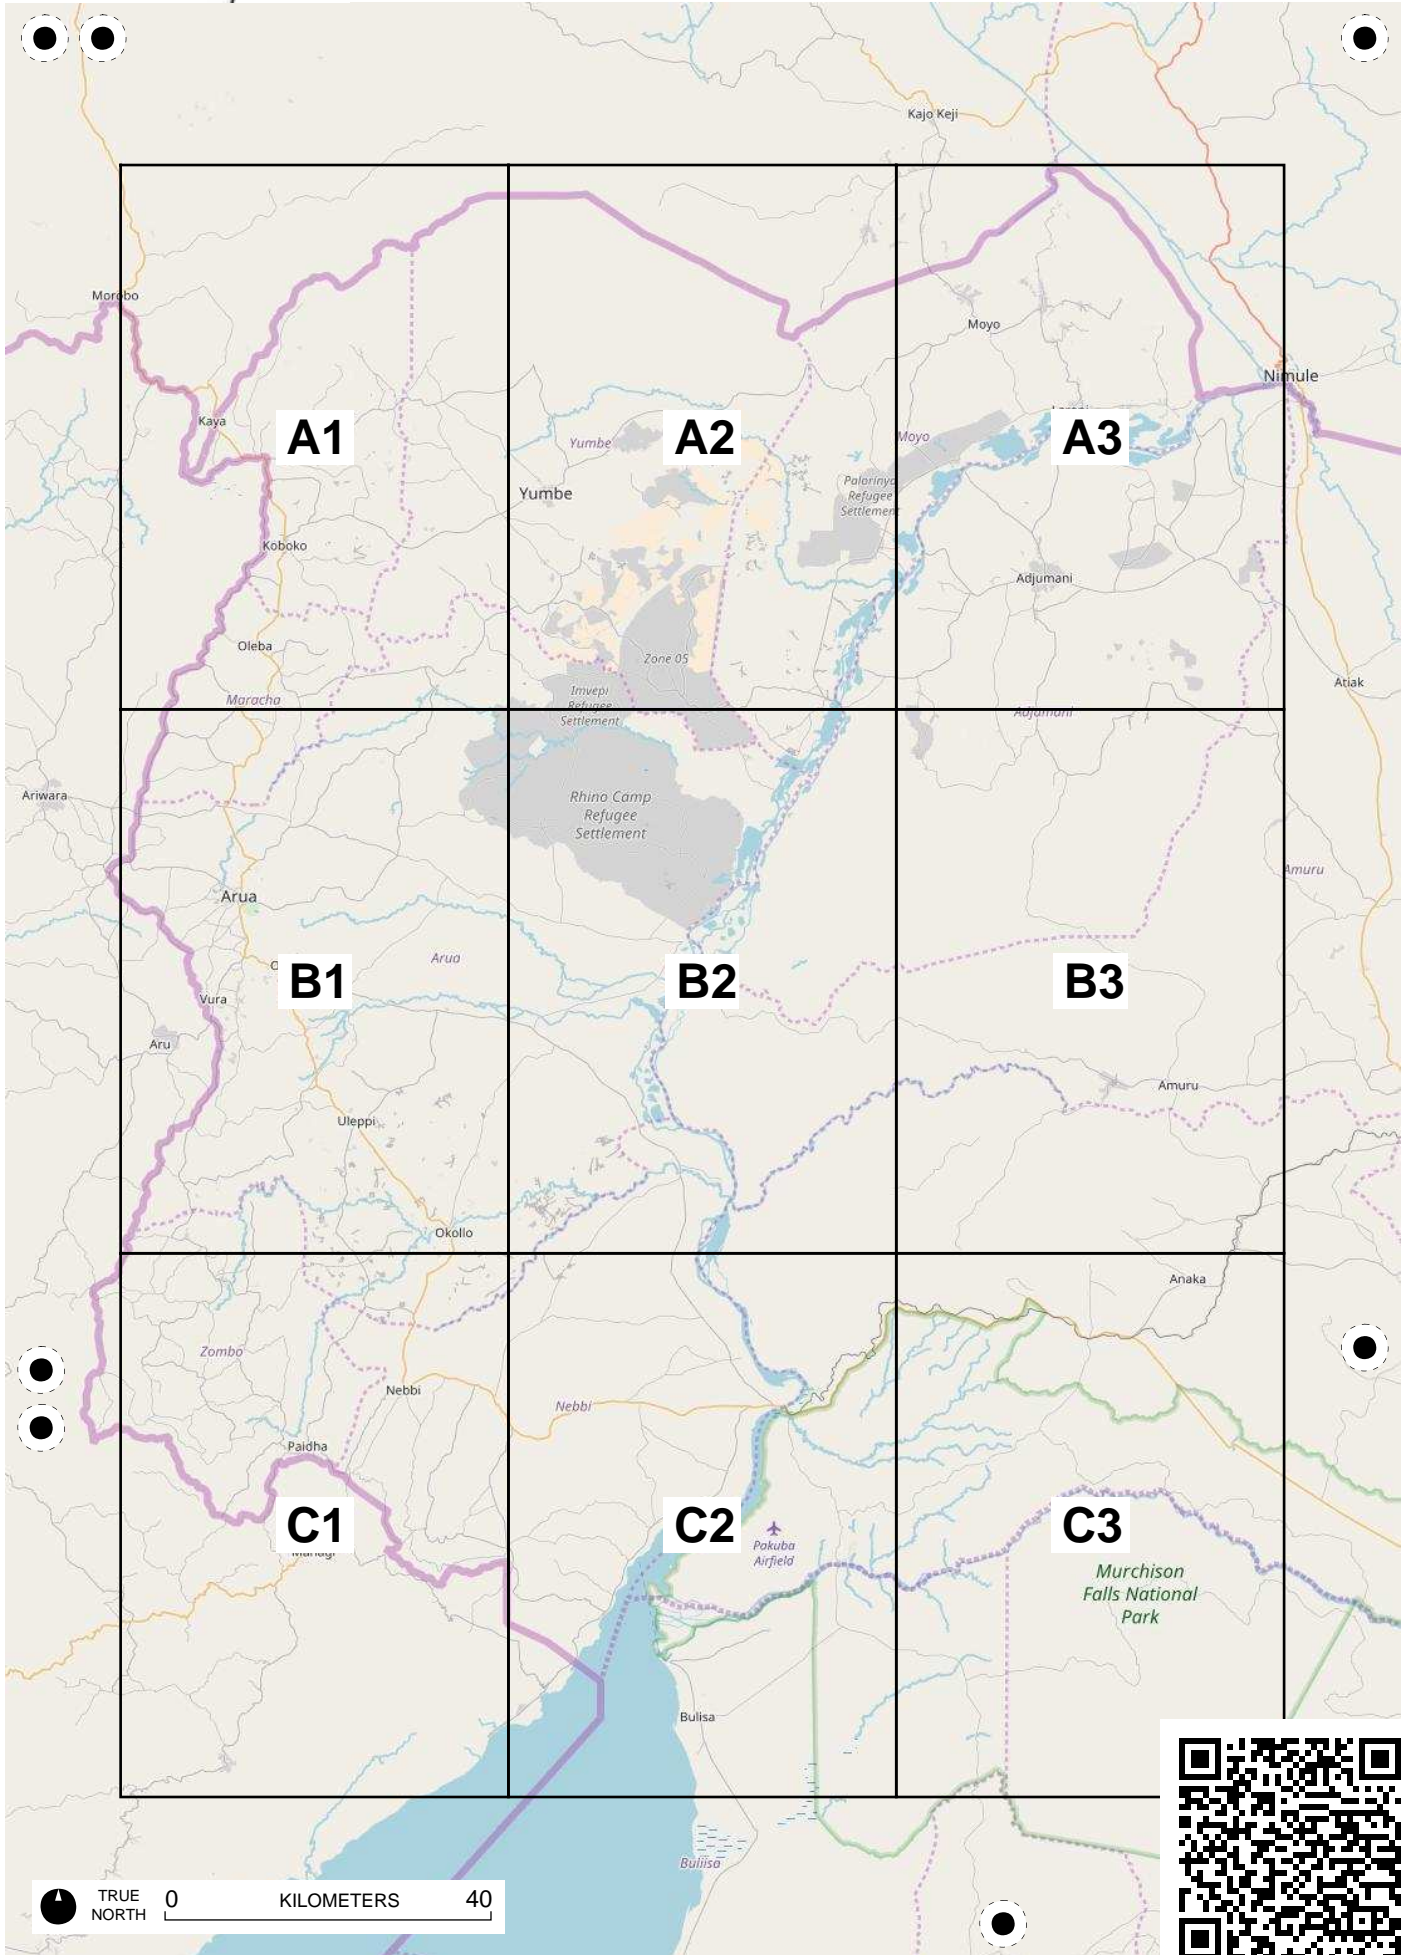 Kajo Keji
Morobo
Moyo
Nimule
Kaya
A1
A2
A3
Yumbe
Moyo
Yumbe
Palorinya
Refugee
Settlement
Koboko
Adjumani
Oleba
Zone 05
Maracha
Imvepi
Refugee
Settlement
Atiak
Adjumani
Ariwara
Rhino Camp
Refugee
Settlement
Amuru
Arua
Arua
B1
B2
B3
Vura
Aru
Amuru
Uleppi
Okollo
Anaka
Zombo
Nebbi
Nebbi
Paidha
C1
C2
C3
Pakuba
Airfield
Murchison
Falls National
Park
Bulisa
Buliisa
TRUE
NORTH
0 KILOMETERS 40